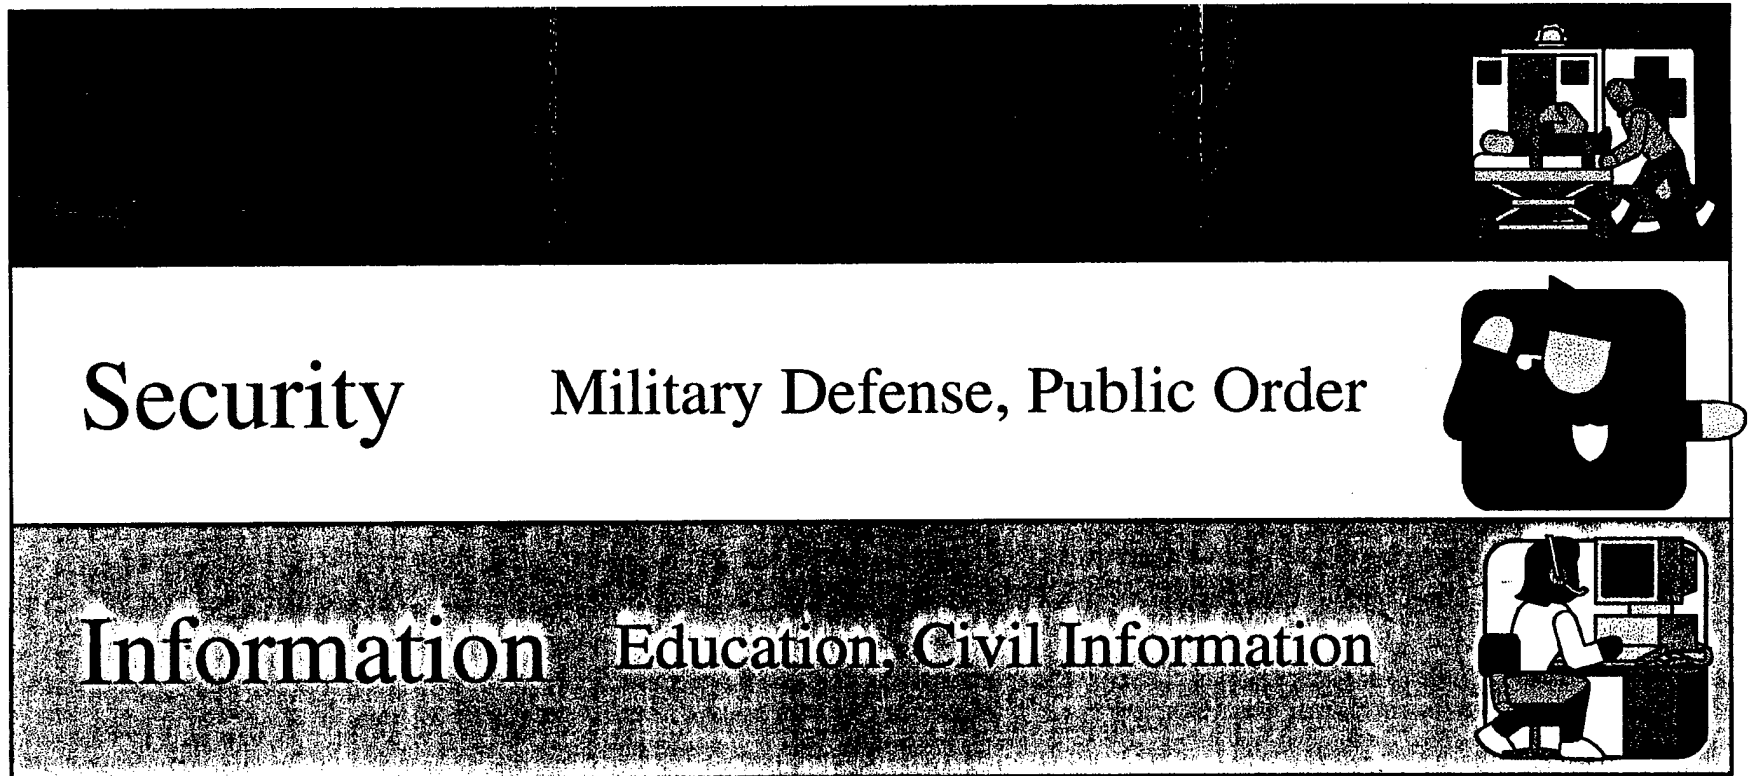 Security Military Defense, Public Order
Information Education, Civil Information